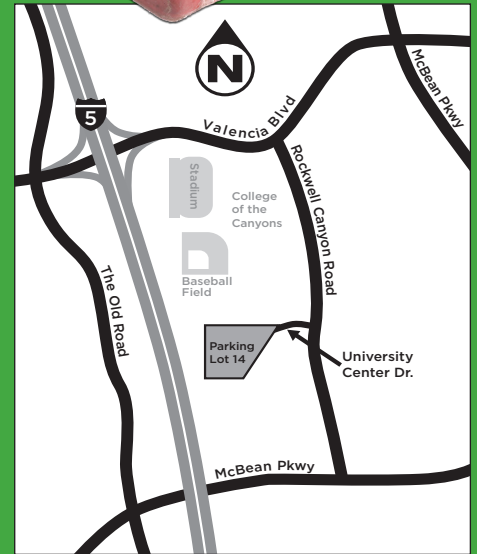 N
5
Valencia Blvd
McBean Pkwy
Stadium
College
of the
Canyons
Rockwell Canyon Road
Baseball
Field
The Old Road
Parking
Lot 14
University
Center Dr.
McBean Pkwy